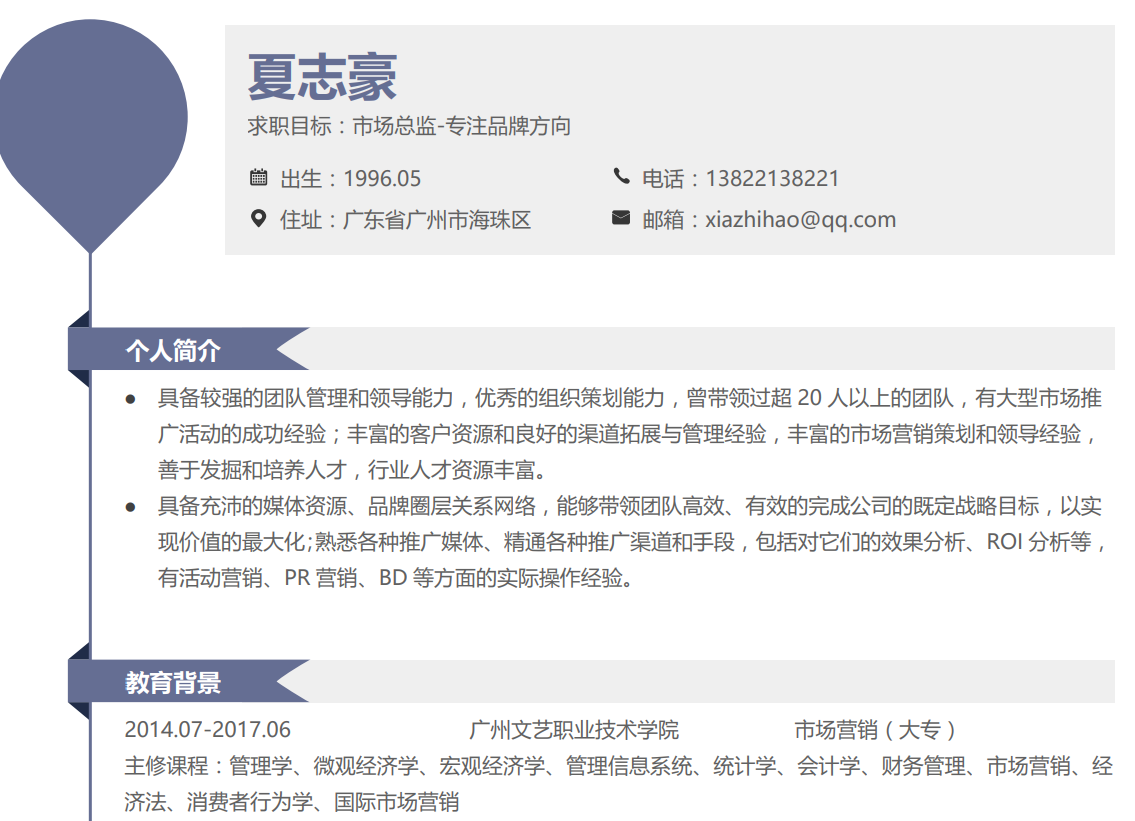 夏志豪
求职目标：市场总监-专注品牌方向
出生：1996.05
电话：13822138221
住址：广东省广州市海珠区
邮箱：xiazhihao@qq.com
个人简介
● 具备较强的团队管理和领导能力，优秀的组织策划能力，曾带领过超 20 人以上的团队，有大型市场推
广活动的成功经验；丰富的客户资源和良好的渠道拓展与管理经验，丰富的市场营销策划和领导经验，
善于发掘和培养人才，行业人才资源丰富。
● 具备充沛的媒体资源、品牌圈层关系网络，能够带领团队高效、有效的完成公司的既定战略目标，以实
现价值的最大化;熟悉各种推广媒体、精通各种推广渠道和手段，包括对它们的效果分析、ROI 分析等，
有活动营销、PR 营销、BD 等方面的实际操作经验。
教育背景
2014.07-2017.06 广州文艺职业技术学院 市场营销（大专）
主修课程：管理学、微观经济学、宏观经济学、管理信息系统、统计学、会计学、财务管理、市场营销、经
济法、消费者行为学、国际市场营销